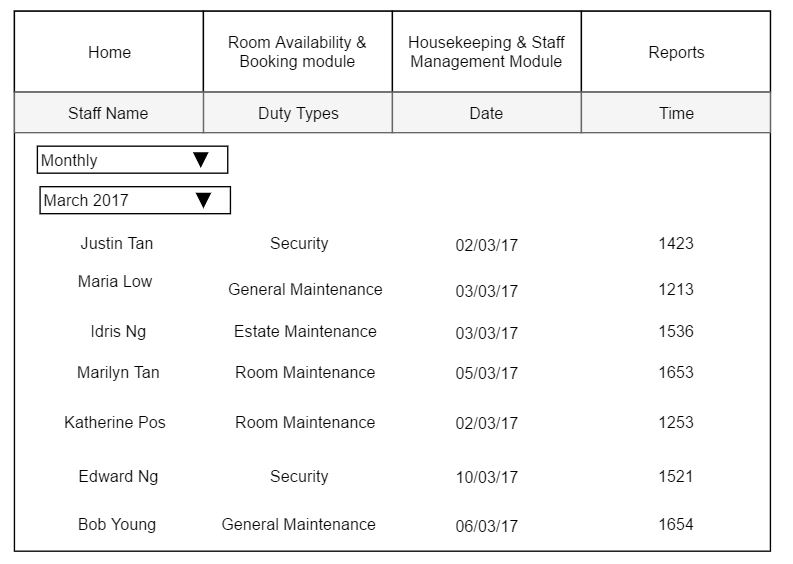 Home
Room Availability &
Booking module
Housekeeping & Staff
Management Module
Reports
Staff Name
Duty Types
Date
Time
Monthly
March 2017
Justin Tan
Security
02/03/17
1423
Maria Low
General Maintenance
03/03/17
1213
Idris Ng
Estate Maintenance
03/03/17
1536
Marilyn Tan
Room Maintenance
05/03/17
1653
Katherine Pos
Room Maintenance
02/03/17
1253
Edward Ng
Security
10/03/17
1521
Bob Young
General Maintenance
06/03/17
1654